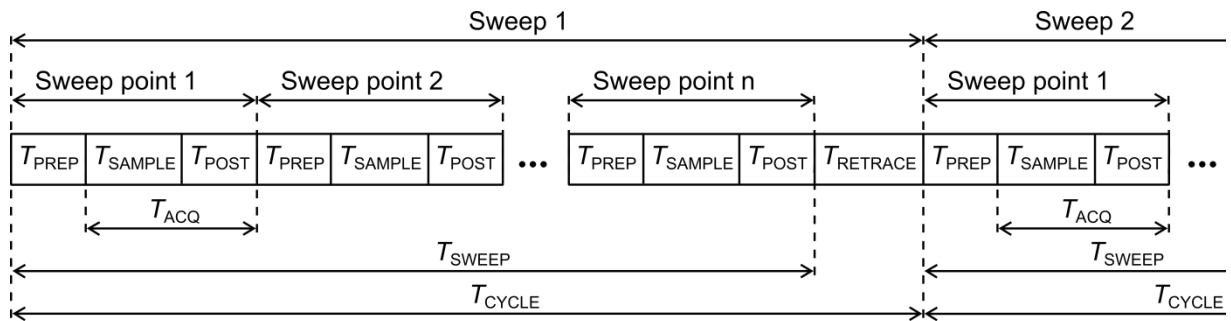 Sweep 1 Sweep 2
Sweep point 1 Sweep point 2 Sweep point n Sweep point 1
TPREP TSAMPLE TPOST TPREP TSAMPLE TPOST ••• TPREP TSAMPLE TPOST TRETRACE TPREP TSAMPLE TPOST •••
TACQ TACQ
TSWEEP TSWEEP
TCYCLE TCYCLE